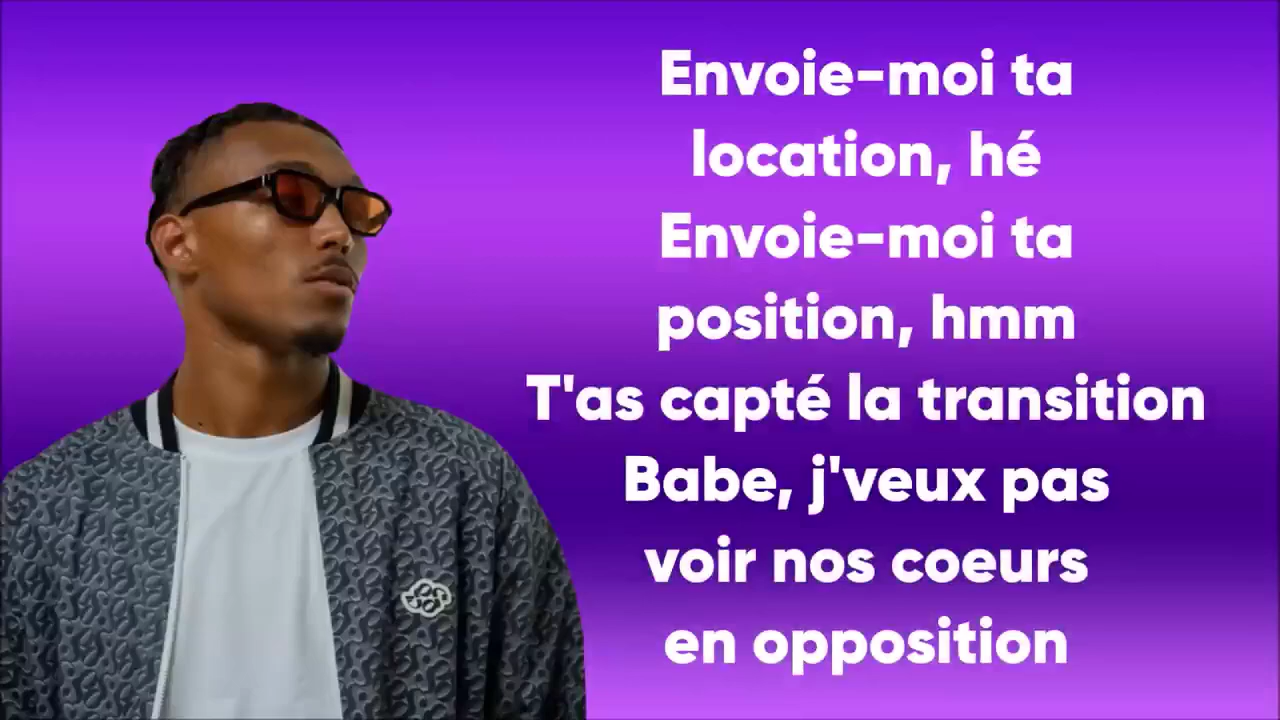 Envoie-moi ta
location, hé
Envoie-moi ta
position, hmm
T'as capté la transition
Babe, j'veux pas
voir nos coeurs
en opposition